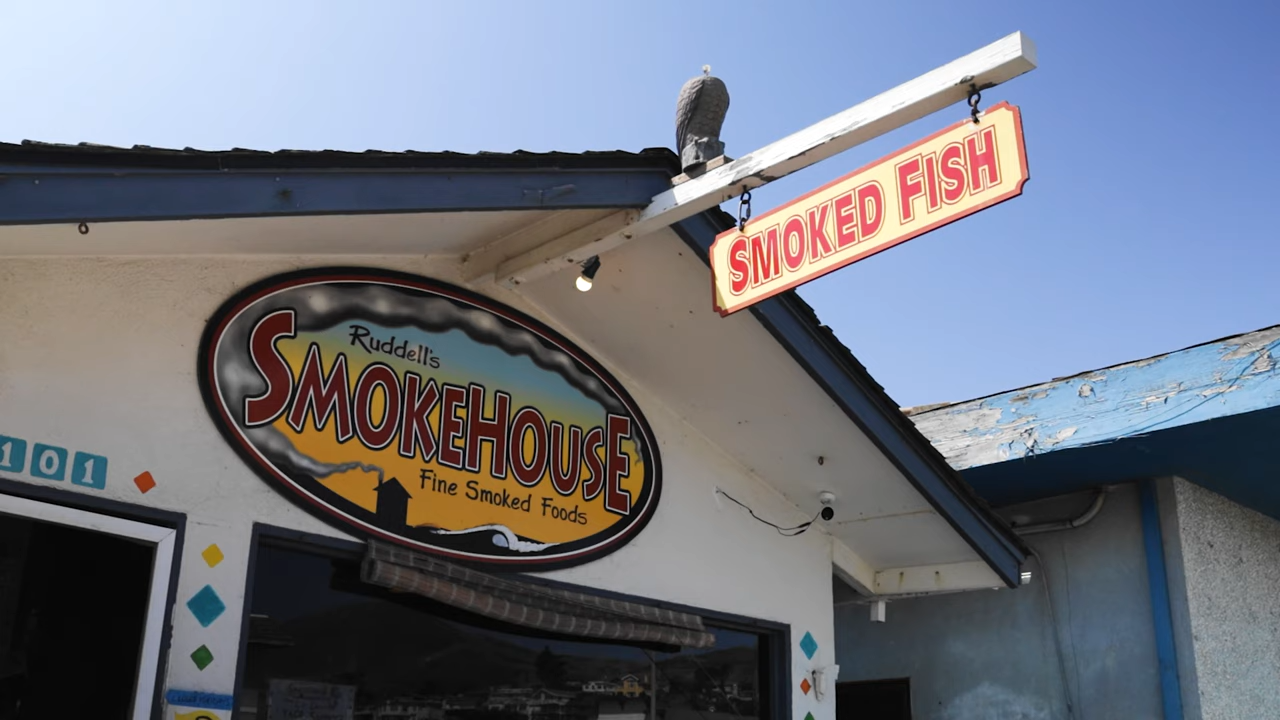 SMOKED FISH
Ruddell's
SMOKEHOUSE
Fine Smoked Foods
101